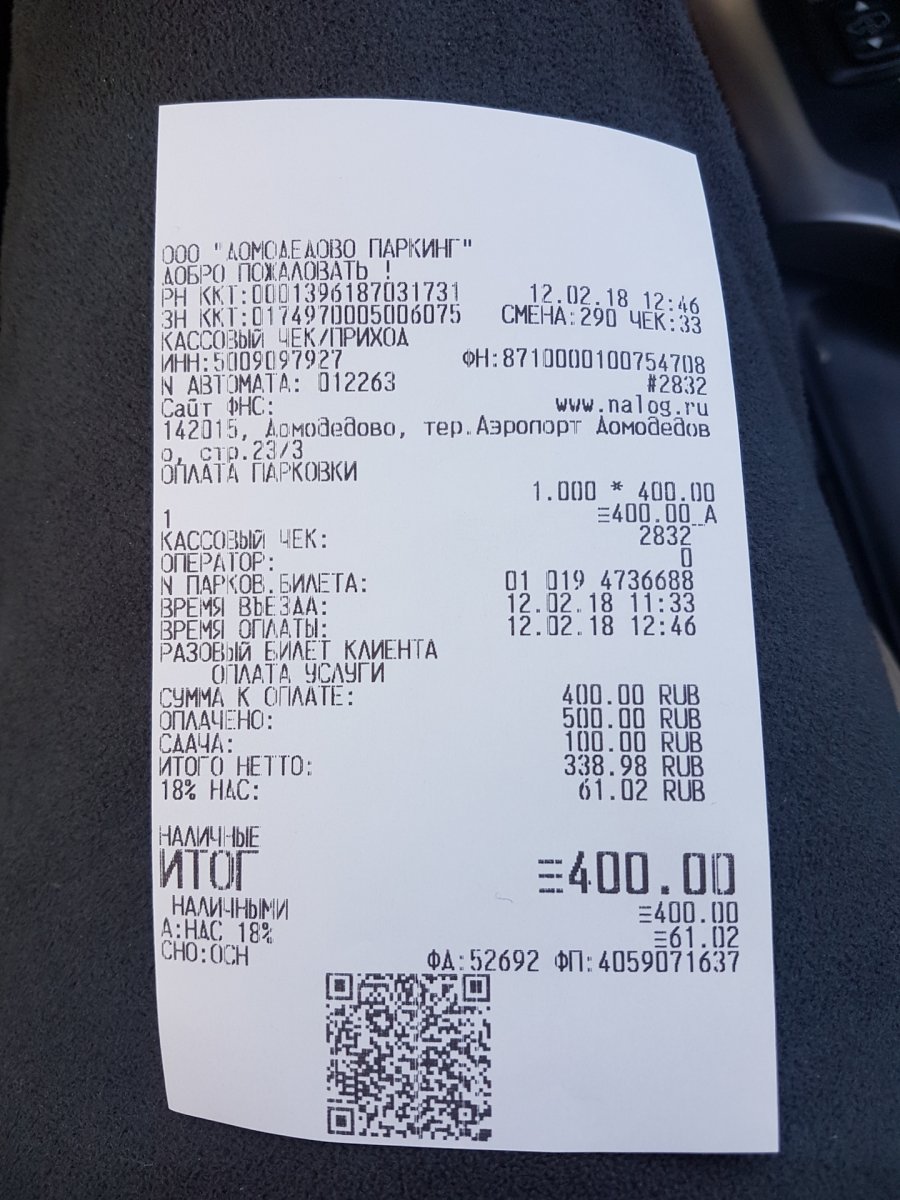 ООО "ДОМОДЕДОВО ПАРКИНГ"
ДОБРО ПОЖАЛОВАТЬ !
РН ККТ:0001396187031731 12.02.18 12:46
ЗН ККТ:0174970005006075 СМЕНА:290 ЧЕК:33
КАССОВЫЙ ЧЕК/ПРИХОД
ИНН:5009097927 ФН:8710000100754708
N АВТОМАТА: 012263 #2832
Сайт ФНС: www.nalog.ru
142015, Домодедово, тер.Аэропорт Домодедов
о, стр.23/3
ОПЛАТА ПАРКОВКИ
1.000 * 400.00
1 ≡400.00_А
КАССОВЫЙ ЧЕК: 2832
ОПЕРАТОР: 0
N ПАРКОВ.БИЛЕТА: 01 019 4736688
ВРЕМЯ ВЪЕЗДА: 12.02.18 11:33
ВРЕМЯ ОПЛАТЫ: 12.02.18 12:46
РАЗОВЫЙ БИЛЕТ КЛИЕНТА
ОПЛАТА УСЛУГИ
СУММА К ОПЛАТЕ: 400.00 RUB
ОПЛАЧЕНО: 500.00 RUB
СДАЧА: 100.00 RUB
ИТОГО НЕТТО: 338.98 RUB
18% НДС: 61.02 RUB
НАЛИЧНЫЕ
ИТОГ ≡400.00
НАЛИЧНЫМИ ≡400.00
А:НДС 18% ≡61.02
СНО:ОСН ФД:52692 ФП:4059071637